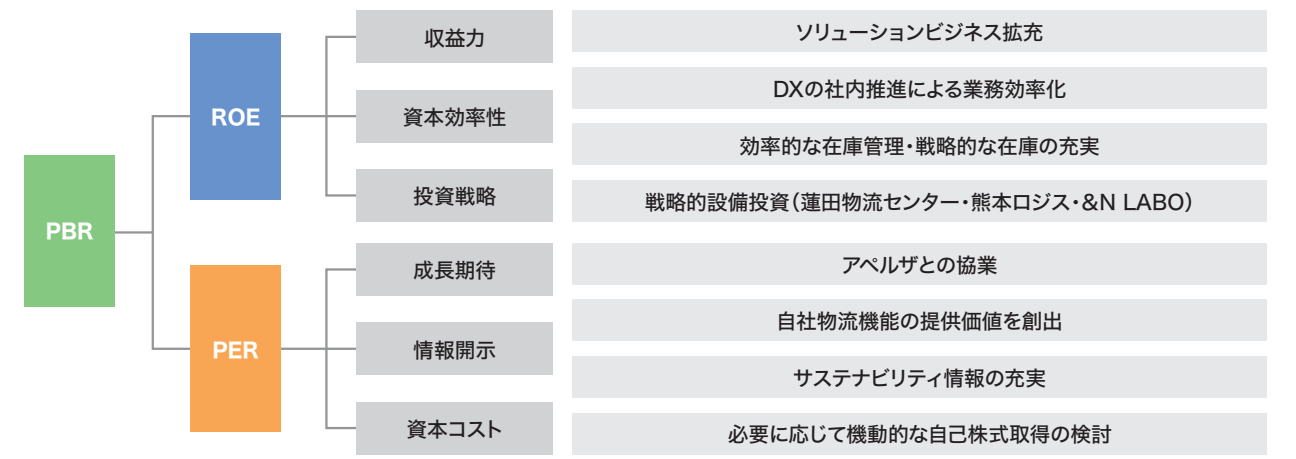 PBR
ROE
PER
収益力
資本効率性
投資戦略
成長期待
情報開示
資本コスト
ソリューションビジネス拡充
DXの社内推進による業務効率化
効率的な在庫管理・戦略的な在庫の充実
戦略的設備投資（蓮田物流センター・熊本ロジス・&N LABO）
アペルザとの協業
自社物流機能の提供価値を創出
サステナビリティ情報の充実
必要に応じて機動的な自己株式取得の検討